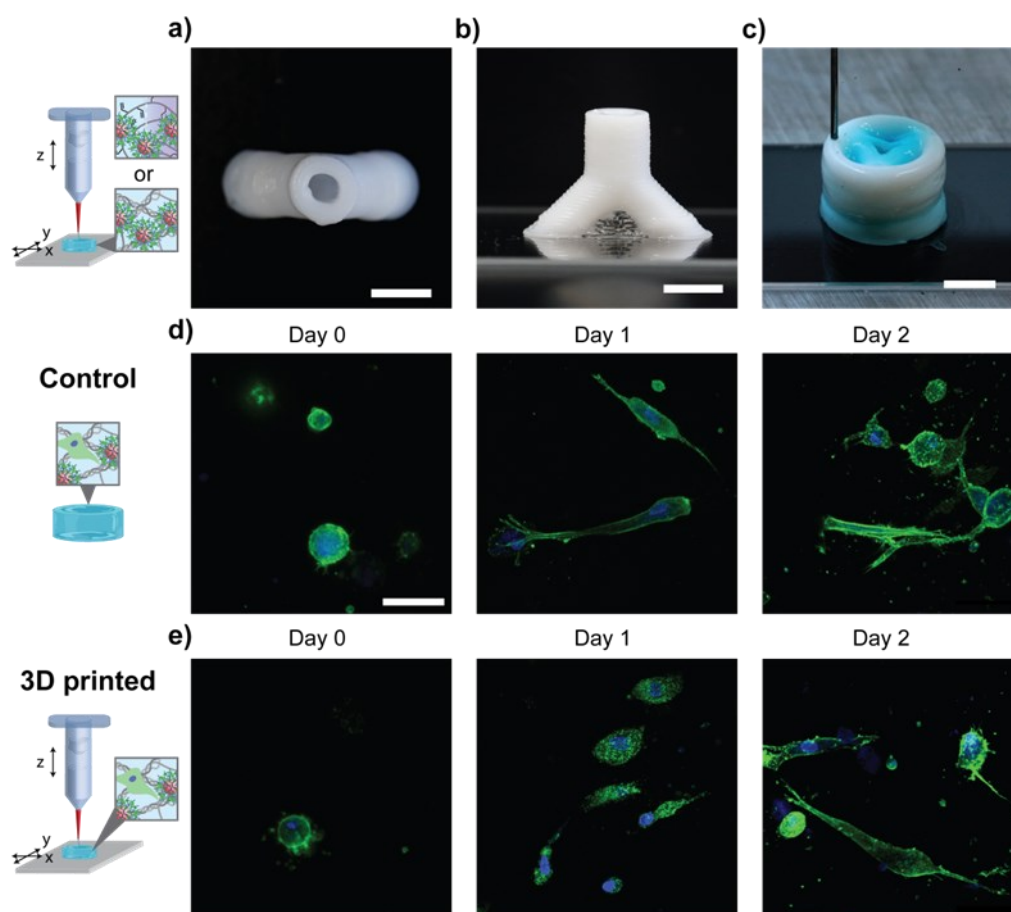 a)
b)
c)
z
or
y
x
d)
Day 0
Day 1
Day 2
Control
e)
Day 0
Day 1
Day 2
3D printed
z
y
x